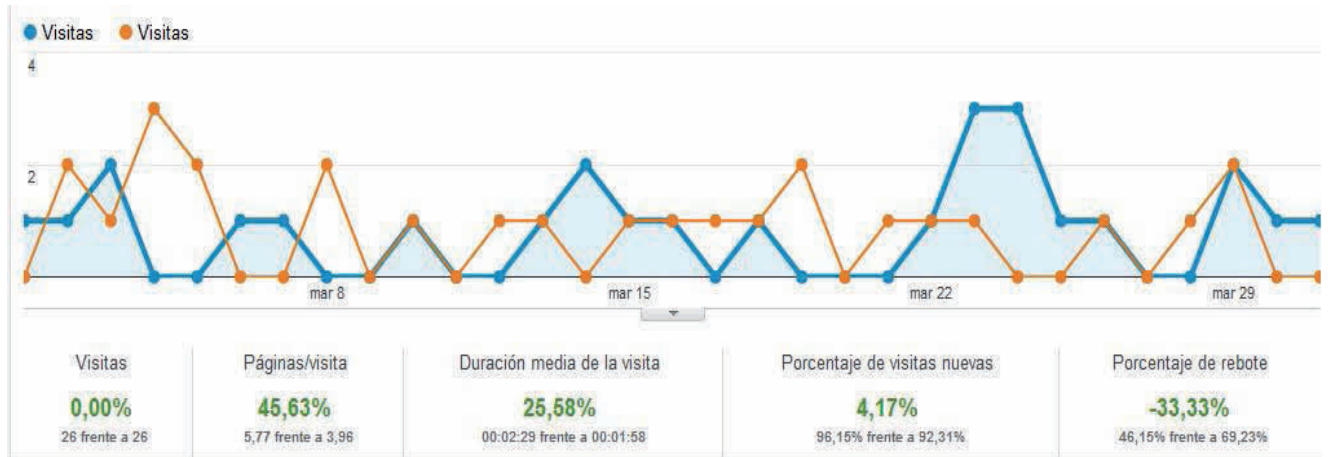 Visitas Visitas
4
2
mar 8 mar 15 mar 22 mar 29
Visitas Páginas/visita Duración media de la visita Porcentaje de visitas nuevas Porcentaje de rebote
0,00% 45,63% 25,58% 4,17% -33,33%
26 frente a 26 5,77 frente a 3,96 00:02:29 frente a 00:01:58 96,15% frente a 92,31% 46,15% frente a 69,23%